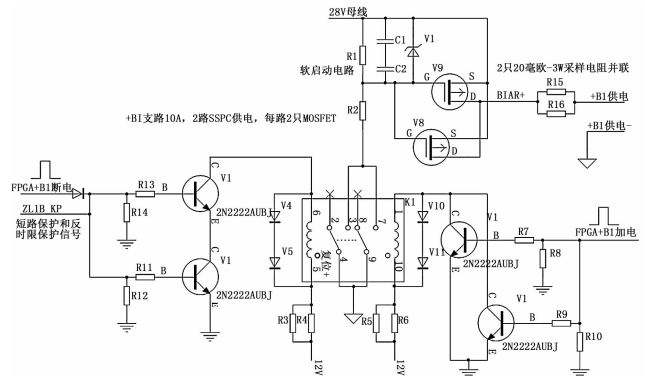 28V母线
C1
V1
R1
软启动电路
C2
V9
G
S
D
BIAR+
2只20毫欧-3W采样电阻并联
R15
R16
+B1供电
R2
+BI支路10A，2路SSPC供电，每路2只MOSFET
V8
G
S
D
+B1供电-
FPGA+B1断电
ZL1B KP
短路保护和反
时限保护信号
R13
B
C
V1
2N2222AUBJ
E
R14
R11
B
C
V1
2N2222AUBJ
E
R12
V4
V5
K1
6
2
3
8
7
1
复位+
5
4
9
10
V10
V11
R3
R4
R5
R6
12V
12V
C
V1
B
R7
2N2222AUBJ
E
R8
FPGA+B1加电
C
V1
B
R9
2N2222AUBJ
E
R10